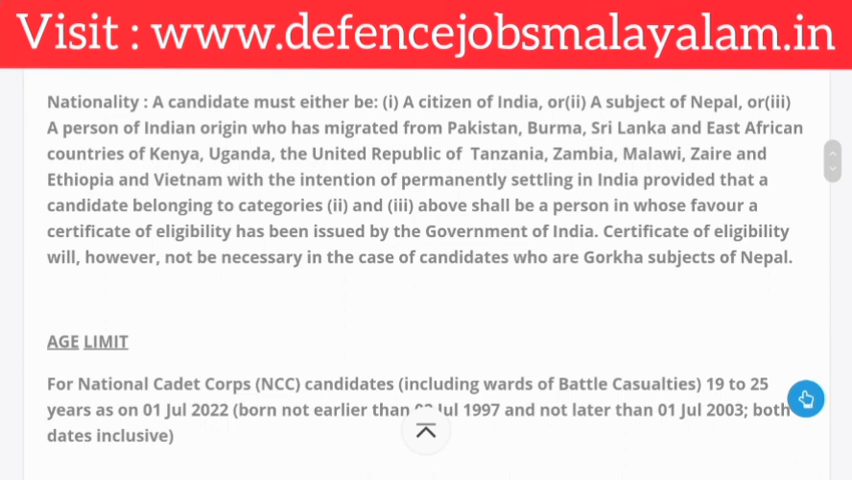 Visit : www.defencejobsmalayalam.in
Nationality : A candidate must either be: (i) A citizen of India, or(ii) A subject of Nepal, or(iii)
A person of Indian origin who has migrated from Pakistan, Burma, Sri Lanka and East African
countries of Kenya, Uganda, the United Republic of Tanzania, Zambia, Malawi, Zaire and
Ethiopia and Vietnam with the intention of permanently settling in India provided that a
candidate belonging to categories (ii) and (iii) above shall be a person in whose favour a
certificate of eligibility has been issued by the Government of India. Certificate of eligibility
will, however, not be necessary in the case of candidates who are Gorkha subjects of Nepal.
AGE LIMIT
For National Cadet Corps (NCC) candidates (including wards of Battle Casualties) 19 to 25
years as on 01 Jul 2022 (born not earlier than Jul 1997 and not later than 01 Jul 2003; both
dates inclusive)